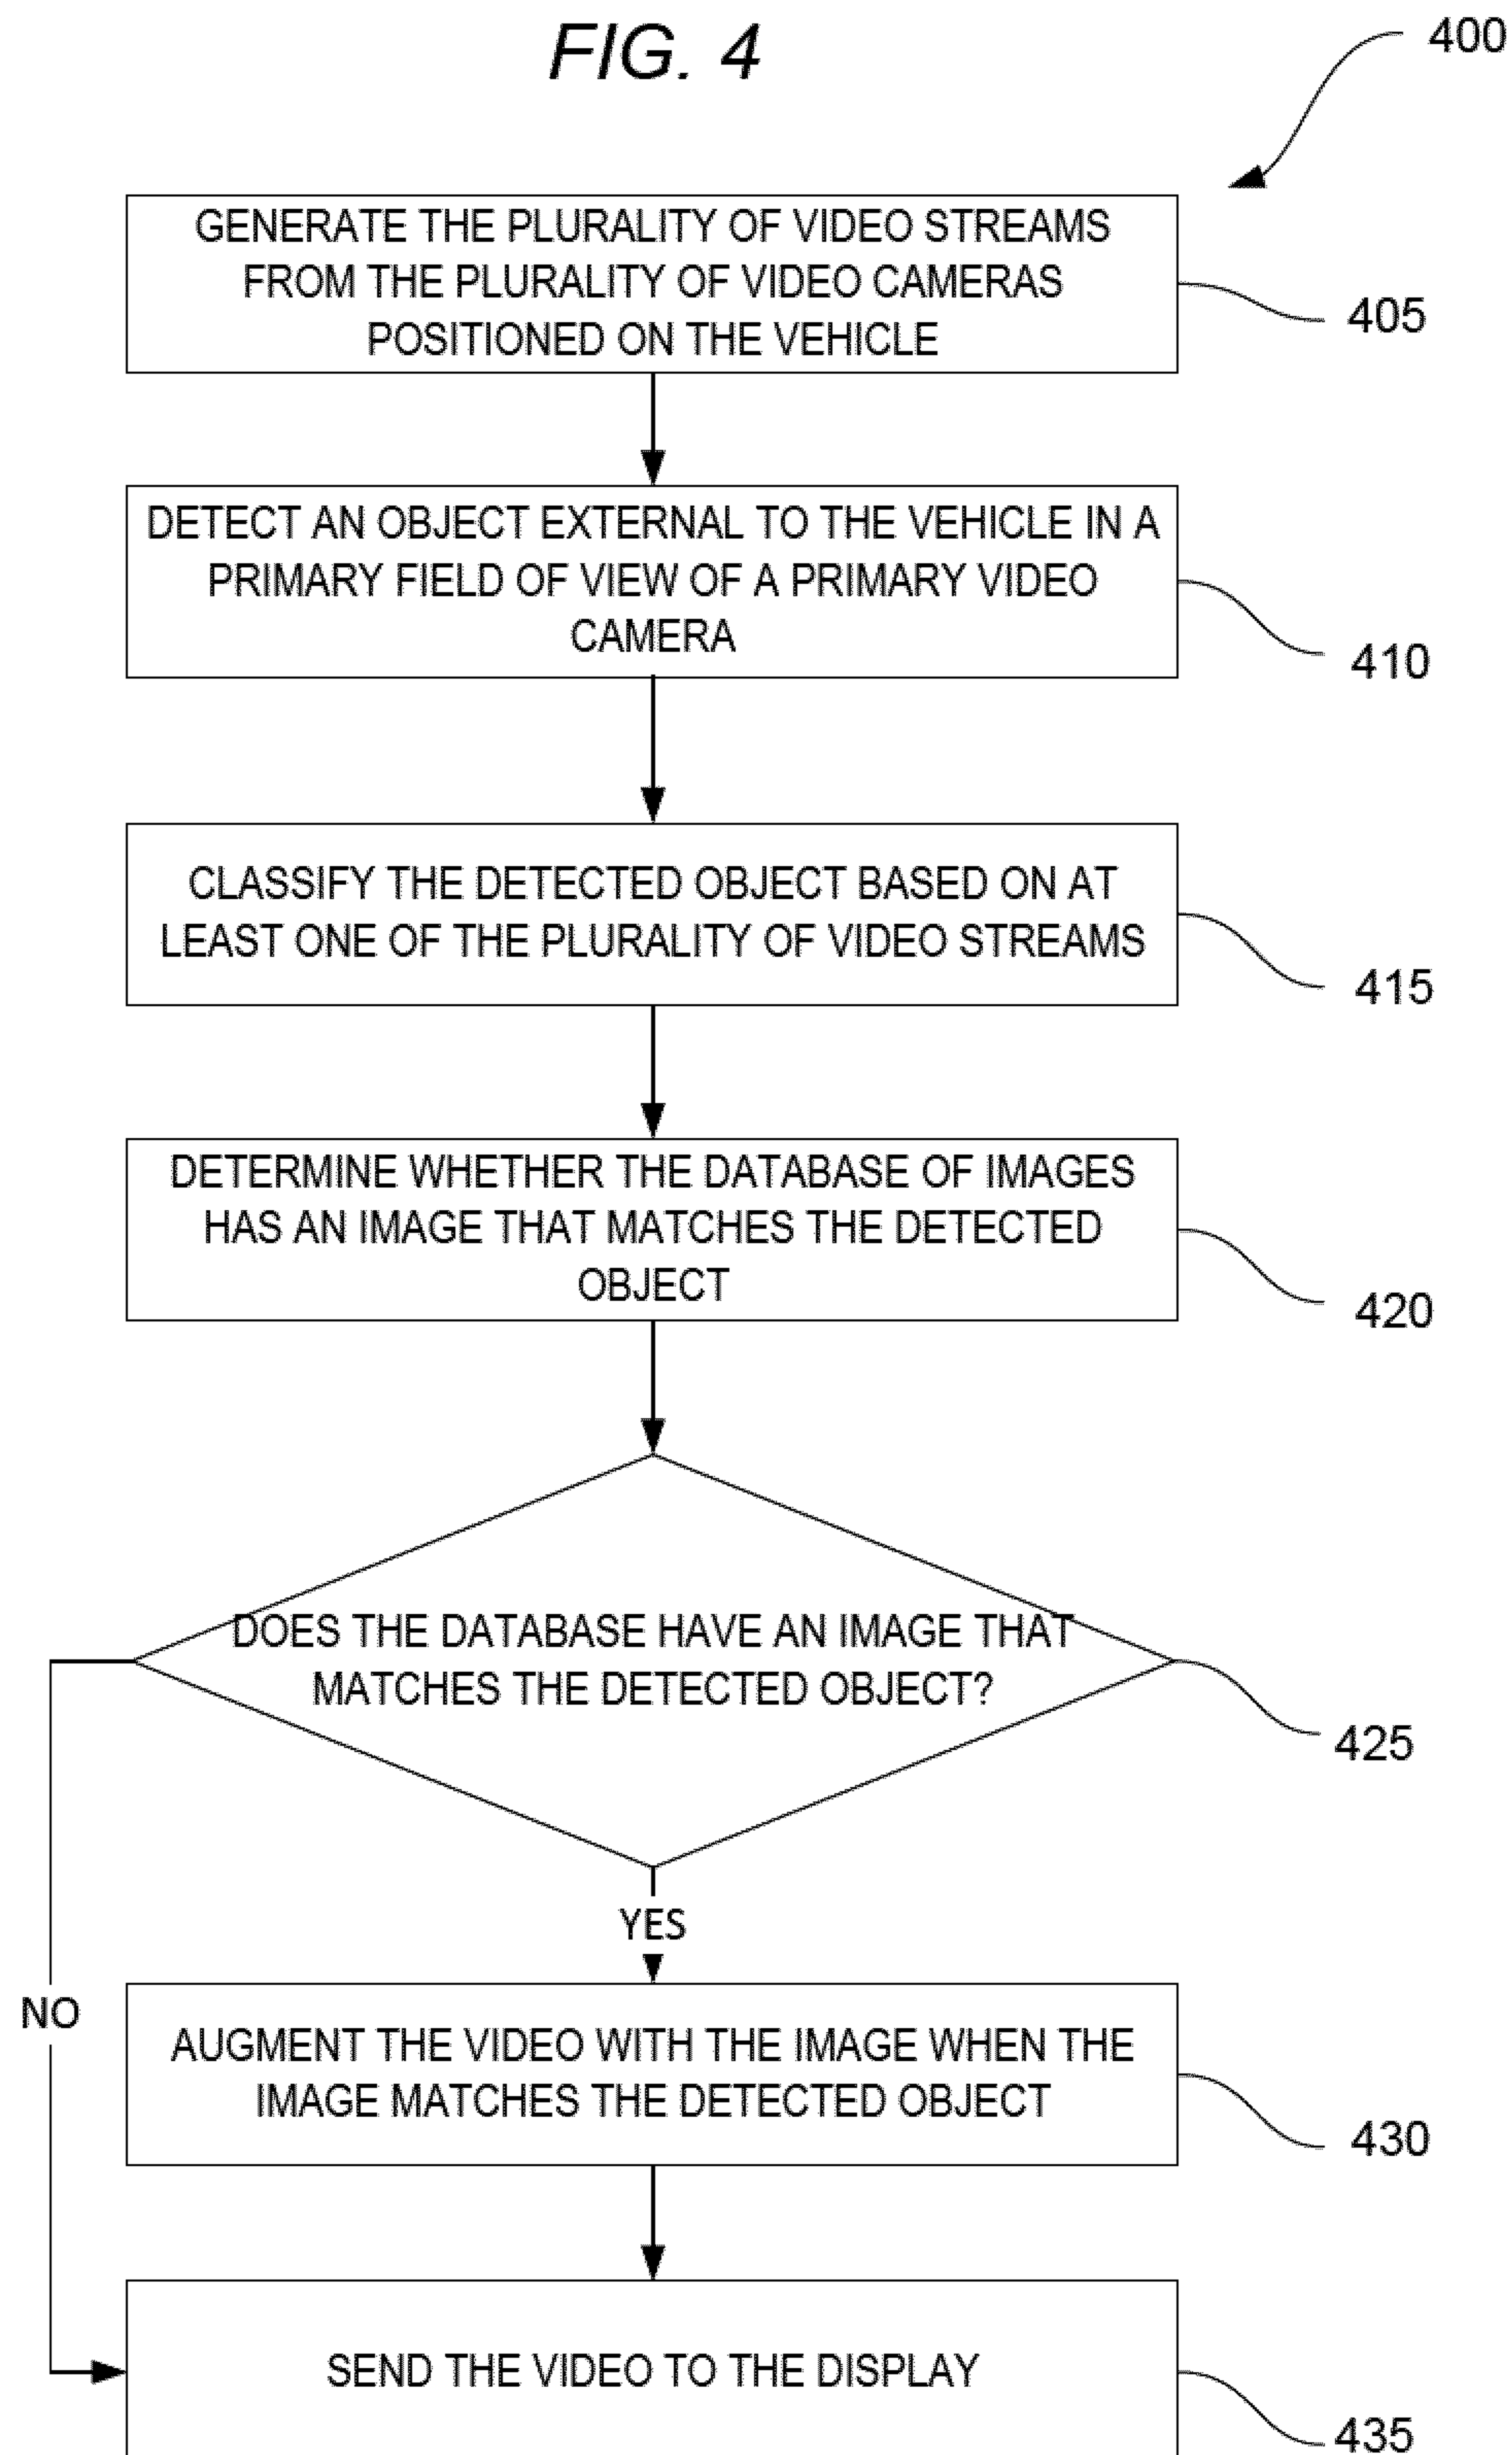 FIG. 4
400
GENERATE THE PLURALITY OF VIDEO STREAMS
FROM THE PLURALITY OF VIDEO CAMERAS
POSITIONED ON THE VEHICLE
405
DETECT AN OBJECT EXTERNAL TO THE VEHICLE IN A
PRIMARY FIELD OF VIEW OF A PRIMARY VIDEO
CAMERA
410
CLASSIFY THE DETECTED OBJECT BASED ON AT
LEAST ONE OF THE PLURALITY OF VIDEO STREAMS
415
DETERMINE WHETHER THE DATABASE OF IMAGES
HAS AN IMAGE THAT MATCHES THE DETECTED
OBJECT
420
DOES THE DATABASE HAVE AN IMAGE THAT
MATCHES THE DETECTED OBJECT?
425
YES
NO
AUGMENT THE VIDEO WITH THE IMAGE WHEN THE
IMAGE MATCHES THE DETECTED OBJECT
430
SEND THE VIDEO TO THE DISPLAY
435